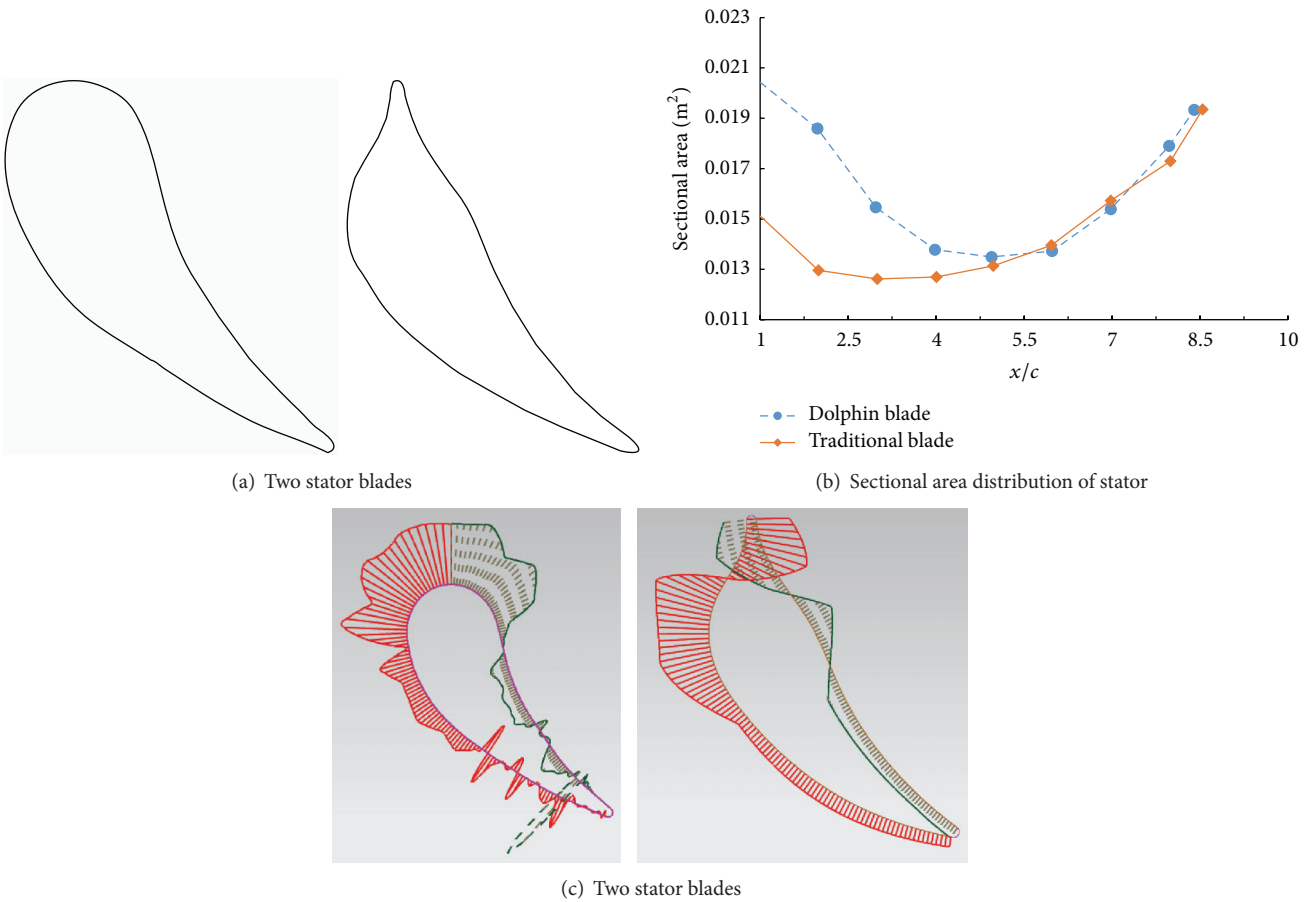 0.023
0.021
0.019
0.017
0.015
0.013
0.011
Sectional area (m²)
1 2.5 4 5.5 7 8.5 10
x/c
Dolphin blade
Traditional blade
(a) Two stator blades
(b) Sectional area distribution of stator
(c) Two stator blades